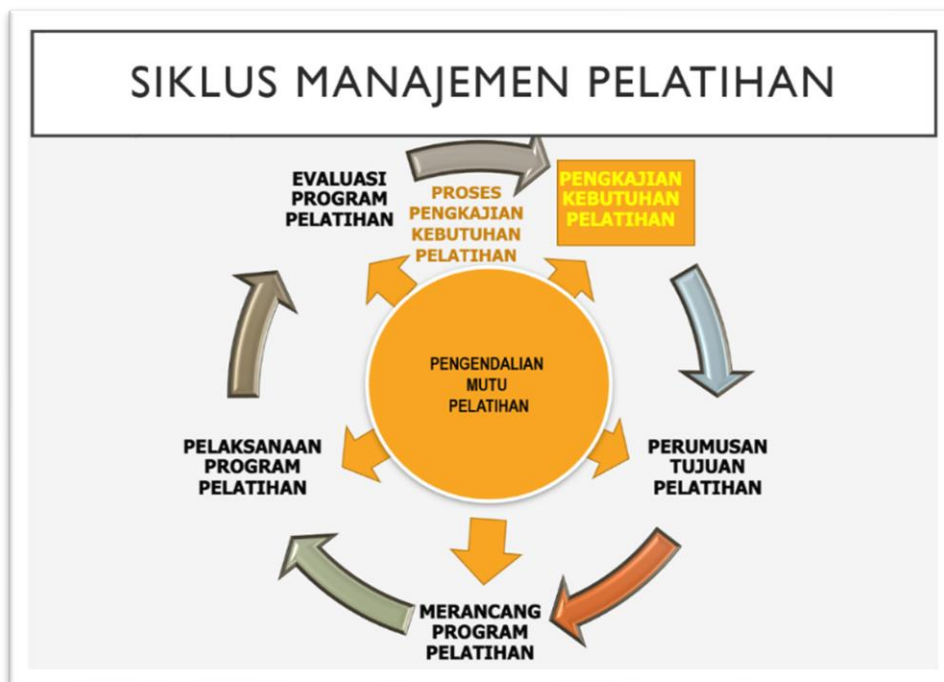 SIKLUS MANAJEMEN PELATIHAN
EVALUASI
PROGRAM
PELATIHAN
PROSES
PENGKAJIAN
KEBUTUHAN
PELATIHAN
PENGKAJIAN
KEBUTUHAN
PELATIHAN
PENGENDALIAN
MUTU
PELATIHAN
PELAKSANAAN
PROGRAM
PELATIHAN
PERUMUSAN
TUJUAN
PELATIHAN
MERANCANG
PROGRAM
PELATIHAN